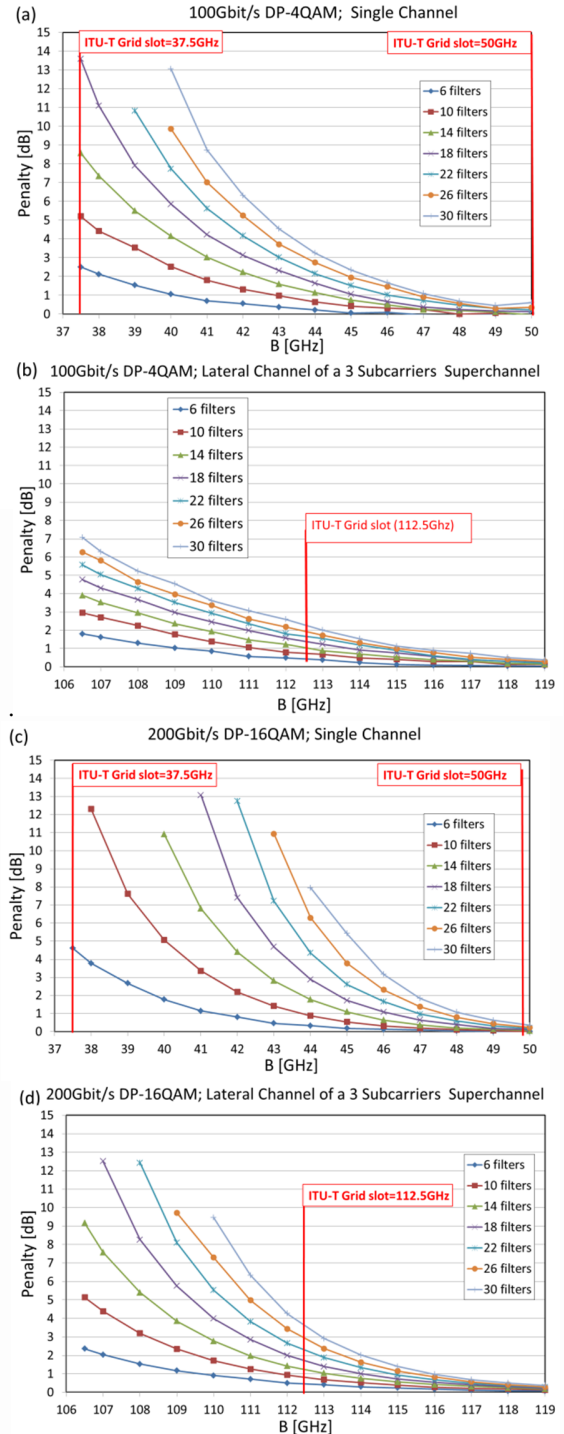 (a) 100Gbit/s DP-4QAM; Single Channel
ITU-T Grid slot=37.5GHz
ITU-T Grid slot=50GHz
15
14
13
12
11
10
9
8
7
6
5
4
3
2
1
0
Penalty [dB]
6 filters
10 filters
14 filters
18 filters
22 filters
26 filters
30 filters
37 38 39 40 41 42 43 44 45 46 47 48 49 50
B [GHz]
(b) 100Gbit/s DP-4QAM; Lateral Channel of a 3 Subcarriers Superchannel
15
14
13
12
11
10
9
8
7
6
5
4
3
2
1
0
Penalty [dB]
6 filters
10 filters
14 filters
18 filters
22 filters
26 filters
30 filters
ITU-T Grid slot (112.5Ghz)
106 107 108 109 110 111 112 113 114 115 116 117 118 119
B [GHz]
.
(c) 200Gbit/s DP-16QAM; Single Channel
ITU-T Grid slot=37.5GHz
ITU-T Grid slot=50GHz
15
14
13
12
11
10
9
8
7
6
5
4
3
2
1
0
Penalty [dB]
6 filters
10 filters
14 filters
18 filters
22 filters
26 filters
30 filters
37 38 39 40 41 42 43 44 45 46 47 48 49 50
B [GHz]
(d) 200Gbit/s DP-16QAM; Lateral Channel of a 3 Subcarriers Superchannel
15
14
13
12
11
10
9
8
7
6
5
4
3
2
1
0
Penalty [dB]
6 filters
10 filters
14 filters
18 filters
22 filters
26 filters
30 filters
ITU-T Grid slot=112.5GHz
106 107 108 109 110 111 112 113 114 115 116 117 118 119
B [GHz]